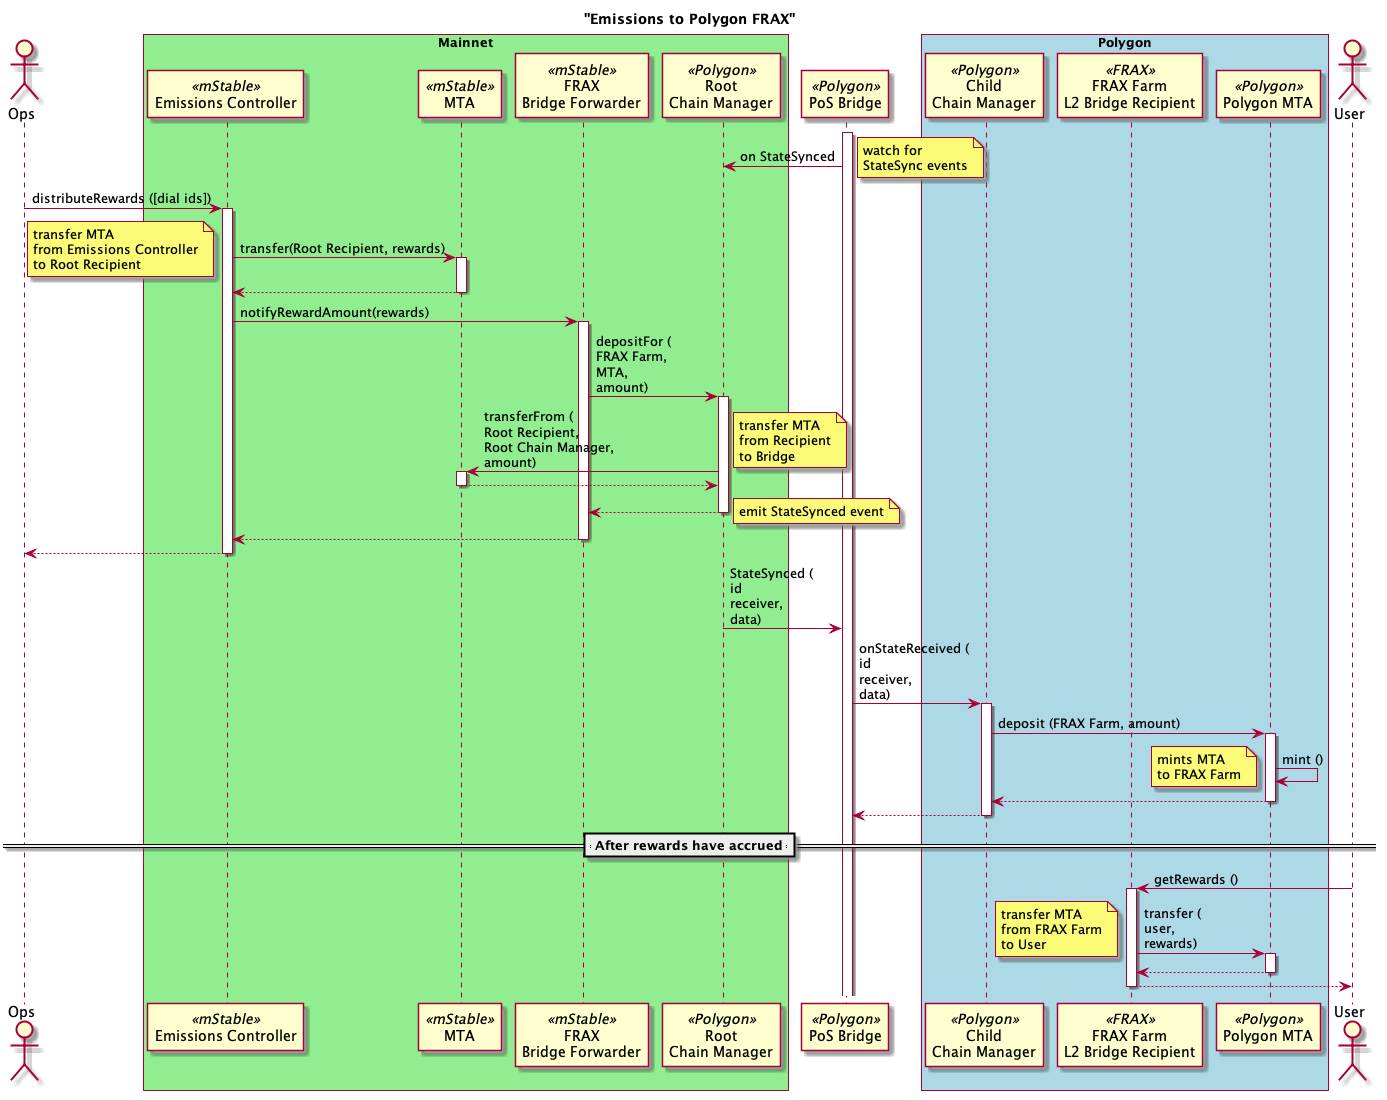 "Emissions to Polygon FRAX"
Mainnet
Polygon
Ops
«mStable»
Emissions Controller
«mStable»
MTA
«mStable»
FRAX
Bridge Forwarder
«Polygon»
Root
Chain Manager
«Polygon»
PoS Bridge
«Polygon»
Child
Chain Manager
«FRAX»
FRAX Farm
L2 Bridge Recipient
«Polygon»
Polygon MTA
User
on StateSynced
watch for
StateSync events
distributeRewards ([dial ids])
transfer MTA
from Emissions Controller
to Root Recipient
transfer(Root Recipient, rewards)
notifyRewardAmount(rewards)
depositFor (
FRAX Farm,
MTA,
amount)
transferFrom (
Root Recipient,
Root Chain Manager,
amount)
transfer MTA
from Recipient
to Bridge
emit StateSynced event
StateSynced (
id
receiver,
data)
onStateReceived (
id
receiver,
data)
deposit (FRAX Farm, amount)
mints MTA
to FRAX Farm
mint ()
After rewards have accrued
getRewards ()
transfer MTA
from FRAX Farm
to User
transfer (
user,
rewards)
Ops
«mStable»
Emissions Controller
«mStable»
MTA
«mStable»
FRAX
Bridge Forwarder
«Polygon»
Root
Chain Manager
«Polygon»
PoS Bridge
«Polygon»
Child
Chain Manager
«FRAX»
FRAX Farm
L2 Bridge Recipient
«Polygon»
Polygon MTA
User